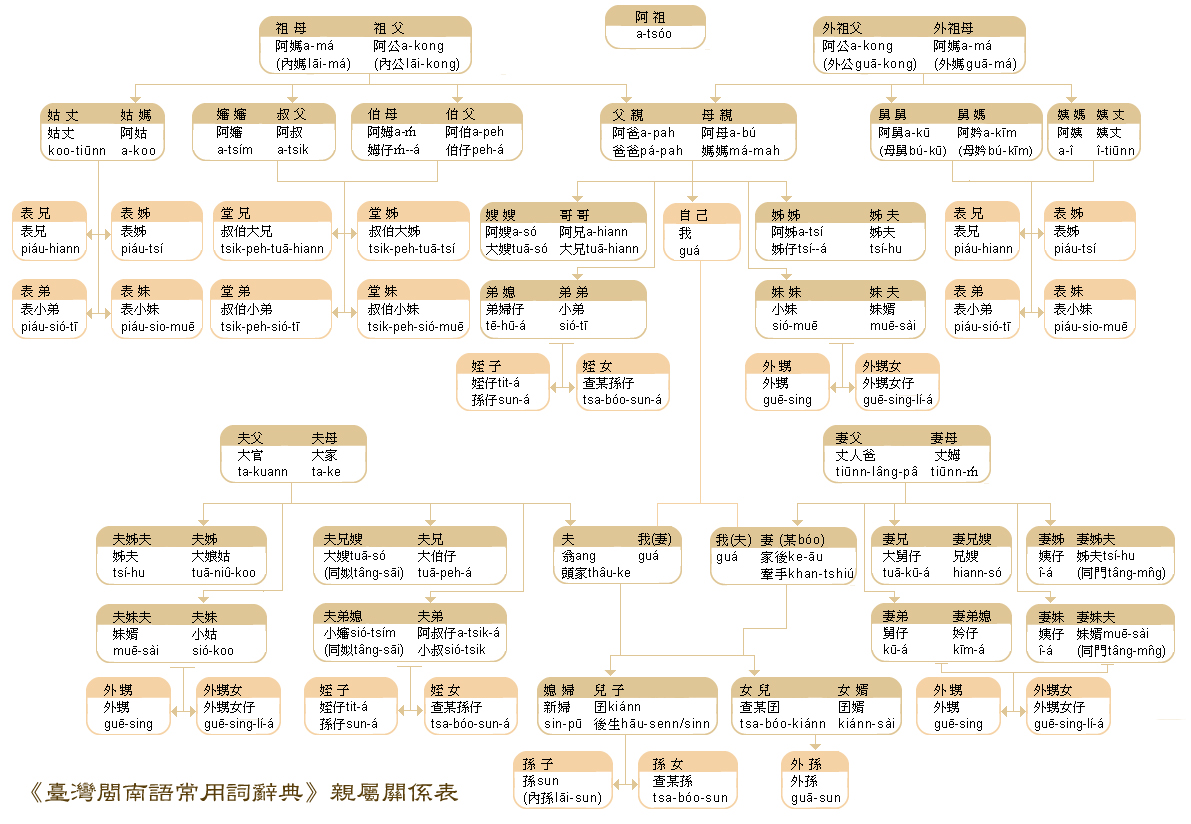 阿祖
a-tsóo
祖母 祖父
阿媽a-má 阿公a-kong
(內媽lāi-má) (內公lāi-kong)
外祖父 外祖母
阿公a-kong 阿媽a-má
(外公guā-kong) (外媽guā-má)
姑丈 姑媽
姑丈 阿姑
koo-tiūnn a-koo
嬸嬸 叔父
阿嬸 阿叔
a-tsím a-tsik
伯母 伯父
阿姆a-ḿ 阿伯a-peh
姆仔ḿ--á 伯仔peh-á
父親 母親
阿爸a-pah 阿母a-bú
爸爸pá-pah 媽媽má-mah
舅舅 舅媽
阿舅a-kū 阿妗a-kīm
(母舅bú-kū) (母妗bú-kīm)
姨媽 姨丈
阿姨 姨丈
a-î î-tiūnn
表兄
表兄
piáu-hiann
表姊
表姊
piáu-tsí
堂兄
叔伯大兄
tsik-peh-tuā-hiann
堂姊
叔伯大姊
tsik-peh-tuā-tsí
嫂嫂 哥哥
阿嫂a-só 阿兄a-hiann
大嫂tuā-só 大兄tuā-hiann
自己
我
guá
姊姊 姊夫
阿姊a-tsí 姊夫
姊仔tsí--á tsí-hu
表兄
表兄
piáu-hiann
表姊
表姊
piáu-tsí
表弟
表小弟
piáu-sió-tī
表妹
表小妹
piáu-sio-muē
堂弟
叔伯小弟
tsik-peh-sió-tī
堂妹
叔伯小妹
tsik-peh-sió-muē
弟媳 弟弟
弟婦仔 小弟
tē-hū-á sió-tī
妹妹 妹夫
小妹 妹婿
sió-muē muē-sài
表弟
表小弟
piáu-sió-tī
表妹
表小妹
piáu-sio-muē
姪子
姪仔tit-á
孫仔sun-á
姪女
查某孫仔
tsa-bóo-sun-á
外甥
外甥
guē-sing
外甥女
外甥女仔
guē-sing-lí-á
夫父 夫母
大官 大家
ta-kuann ta-ke
妻父 妻母
丈人爸 丈姆
tiūnn-lâng-pâ tiūnn-ḿ
夫姊夫 夫姊
姊夫 大娘姑
tsí-hu tuā-niû-koo
夫兄嫂 夫兄
大嫂tuā-só 大伯仔
(同姒tâng-sāi) tuā-peh-á
夫 我(妻)
翁ang guá
頭家thâu-ke
我(夫) 妻 (某bóo)
guá 家後ke-āu
牽手khan-tshiú
妻兄 妻兄嫂
大舅仔 兄嫂
tuā-kū-á hiann-só
妻姊 妻姊夫
姨仔 姊夫tsí-hu
î-á (同門tâng-mn̂g)
夫妹夫 夫妹
妹婿 小姑
muē-sài sió-koo
夫弟媳 夫弟
小嬸sió-tsím 阿叔仔a-tsik-á
(同姒tâng-sāi) 小叔sió-tsik
妻弟 妻弟媳
舅仔 妗仔
kū-á kīm-á
妻妹 妻妹夫
姨仔 妹婿muē-sài
î-á (同門tâng-mn̂g)
外甥
外甥
guē-sing
外甥女
外甥女仔
guē-sing-lí-á
姪子
姪仔tit-á
孫仔sun-á
姪女
查某孫仔
tsa-bóo-sun-á
媳婦 兒子
新婦 囝kiánn
sin-pū 後生hāu-senn/sinn
女兒 女婿
查某囝 囝婿
tsa-bóo-kiánn kiánn-sài
外甥
外甥
guē-sing
外甥女
外甥女仔
guē-sing-lí-á
孫子
孫sun
(內孫lāi-sun)
孫女
查某孫
tsa-bóo-sun
外孫
外孫
guā-sun
《臺灣閩南語常用詞辭典》親屬關係表